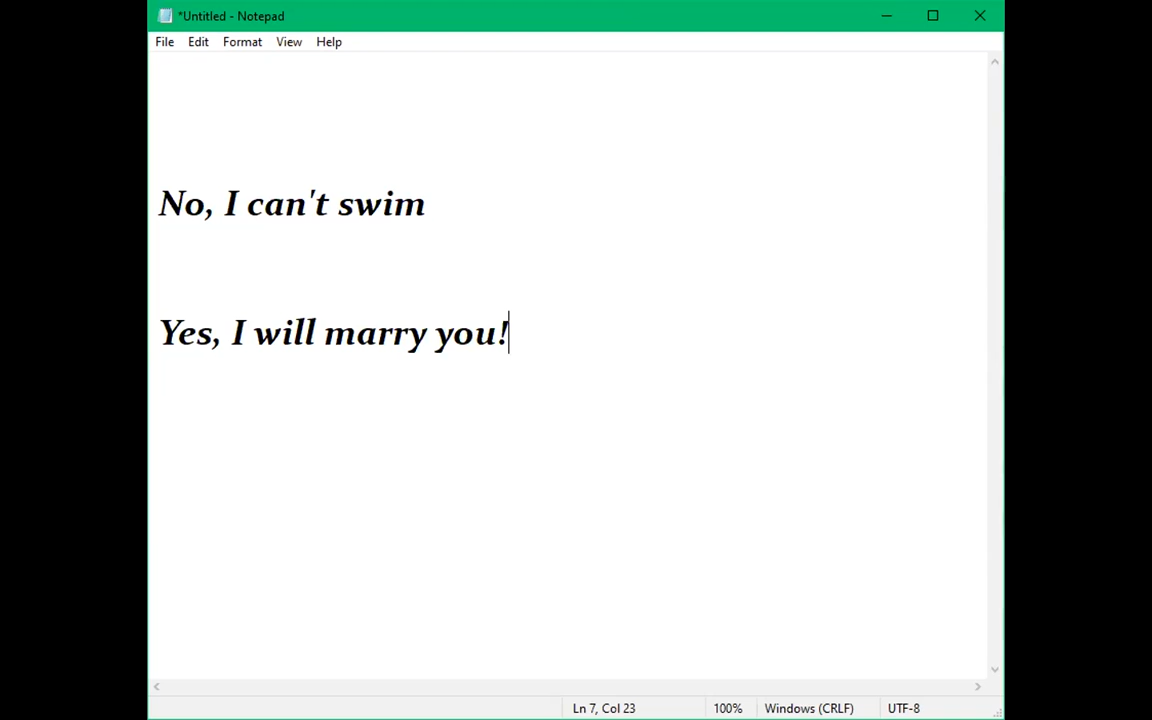 *Untitled - Notepad
File Edit Format View Help
No, I can't swim
Yes, I will marry you!
Ln 7, Col 23 100% Windows (CRLF) UTF-8